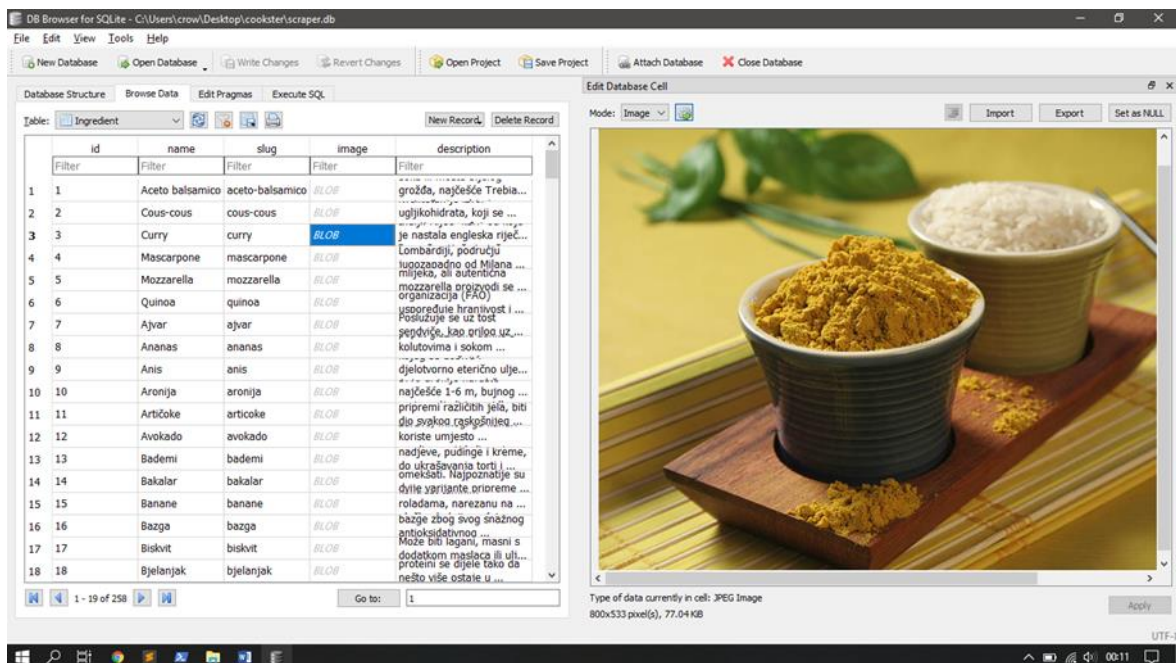 DB Browser for SQLite - C:\Users\crow\Desktop\cookster\scraper.db
File Edit View Tools Help
New Database Open Database Write Changes Revert Changes Open Project Save Project Attach Database Close Database
Database Structure Browse Data Edit Pragmas Execute SQL
Table: Ingredient New Record Delete Record
id name slug image description
Filter Filter Filter Filter Filter
1 1 Aceto balsamico aceto-balsamico BLOB grožđa, najčešće Trebia...
2 2 Cous-cous cous-cous BLOB ugljikohidrata, koji se ...
3 3 Curry curry BLOB je nastala engleska riječ...
4 4 Mascarpone mascarpone BLOB Lombardiji, području
jugozapadno od Milana ...
5 5 Mozzarella mozzarella BLOB mlijeka, ali autentična
mozzarella proizvodi se ...
6 6 Quinoa quinoa BLOB organizacija (FAO)
uspoređuje hranjivost i ...
7 7 Ajvar ajvar BLOB Poslužuje se uz tost
sendviče, kao prilog uz ...
8 8 Ananas ananas BLOB kolutovima i sokom ...
9 9 Anis anis BLOB djelotvorno eterično ulje...
10 10 Aronija aronija BLOB najčešće 1-6 m, bujnog ...
11 11 Artičoke articoke BLOB pripremi različitih jela, biti
dio svakog raskošnijeg ...
12 12 Avokado avokado BLOB koriste umjesto ...
13 13 Bademi bademi BLOB nadjeve, pudinge i kreme,
do ukrašavanja torti i ...
14 14 Bakalar bakalar BLOB omekšati. Najpoznatije su
dvije varijante pripreme ...
15 15 Banane banane BLOB roladama, narezanu na ...
16 16 Bazga bazga BLOB bazge zbog svog snažnog
antioksidativnog ...
17 17 Biskvit biskvit BLOB Može biti lagani, masni s
dodatkom maslaca ili ulj...
18 18 Bjelanjak bjelanjak BLOB proteini se dijele tako da
nešto više ostaje u ...
1 - 19 of 258 Go to: 1
Edit Database Cell
Mode: Image Import Export Set as NULL
Type of data currently in cell: JPEG Image
800x533 pixel(s), 77.04 KiB
Apply
UTF-8
00:11